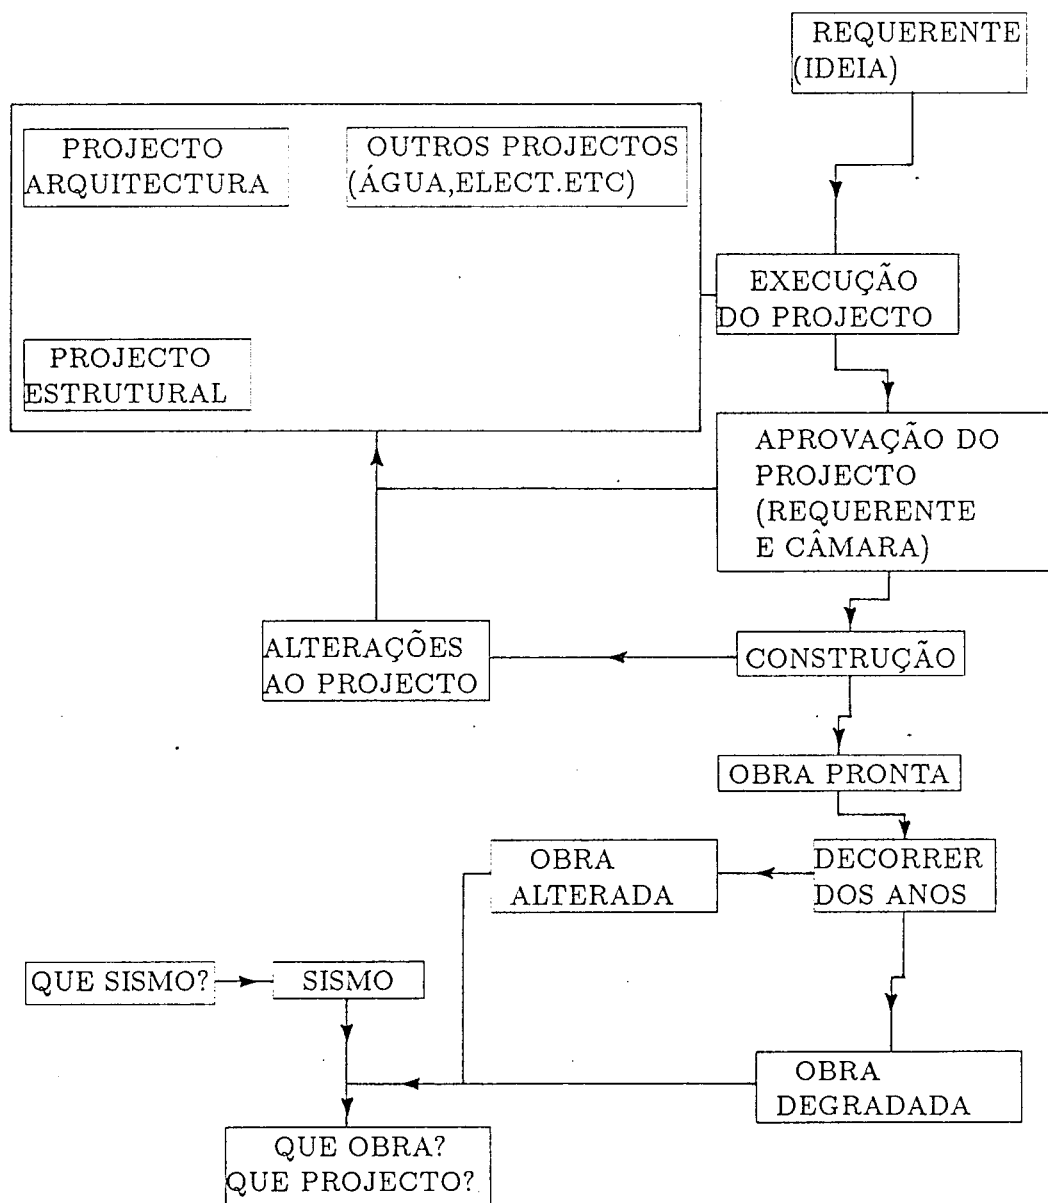 REQUERENTE
(IDEIA)
PROJECTO
ARQUITECTURA
OUTROS PROJECTOS
(ÁGUA,ELECT.ETC)
EXECUÇÃO
DO PROJECTO
PROJECTO
ESTRUTURAL
APROVAÇÃO DO
PROJECTO
(REQUERENTE
E CÂMARA)
ALTERAÇÕES
AO PROJECTO
CONSTRUÇÃO
OBRA PRONTA
OBRA
ALTERADA
DECORRER
DOS ANOS
QUE SISMO?
SISMO
OBRA
DEGRADADA
QUE OBRA?
QUE PROJECTO?